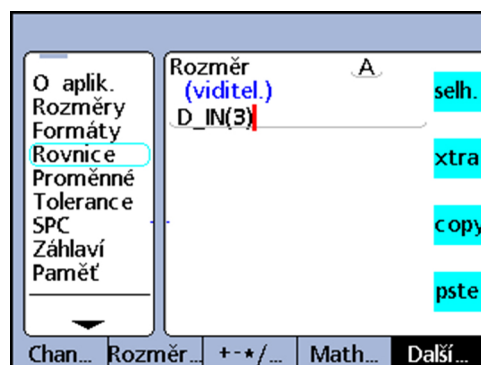 O aplik.
Rozměry
Formáty
Rovnice
Proměnné
Tolerance
SPC
Záhlaví
Paměť
Rozměr A
(viditel.)
D_IN(3)
selh.
xtra
copy
pste
Chan... Rozměr... +-*/... Math... Další...